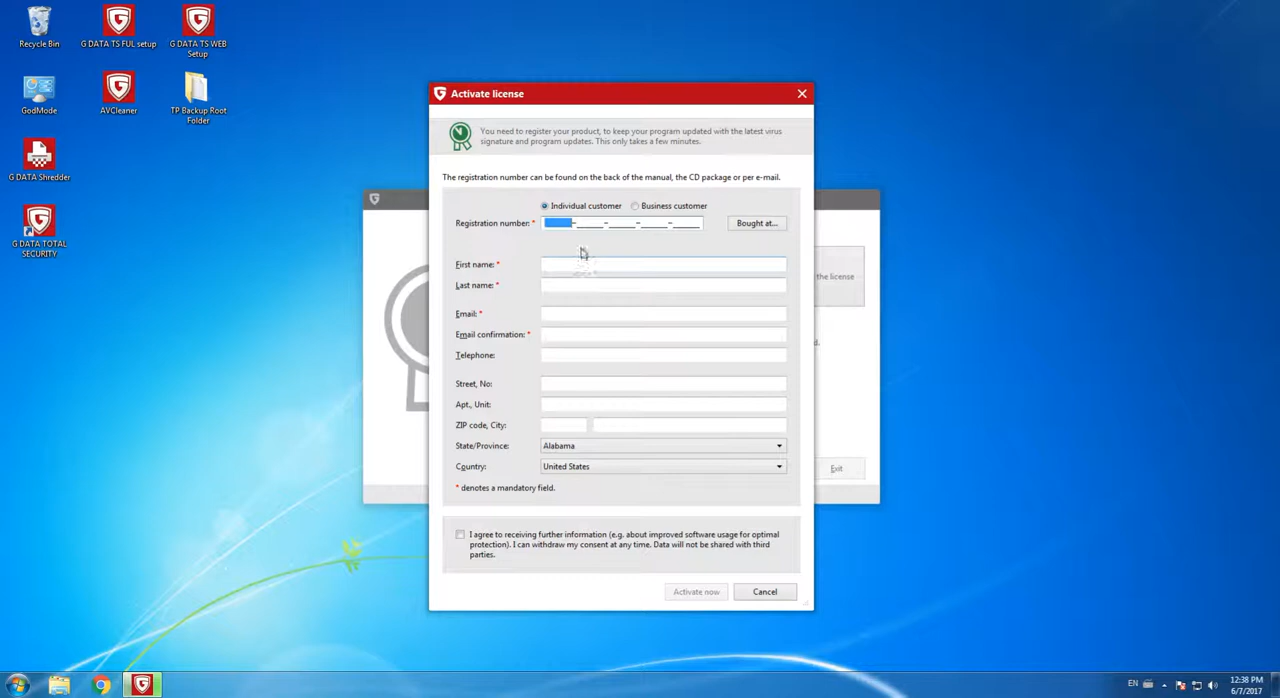 Recycle Bin
G DATA TS FUL setup
G DATA TS WEB
Setup
GodMode
AVCleaner
TP Backup Root
Folder
G DATA Shredder
G DATA TOTAL
SECURITY
Activate license
You need to register your product, to keep your program updated with the latest virus
signature and program updates. This only takes a few minutes.
The registration number can be found on the back of the manual, the CD package or per e-mail.
Individual customer
Business customer
Registration number: *
Bought at...
First name: *
Last name: *
Email: *
Email confirmation: *
Telephone:
Street, No:
Apt., Unit:
ZIP code, City:
State/Province:
Alabama
Country:
United States
* denotes a mandatory field.
I agree to receiving further information (e.g. about improved software usage for optimal
protection). I can withdraw my consent at any time. Data will not be shared with third
parties.
Activate now
Cancel
the license
d.
Exit
EN
12:38 PM
6/7/2017